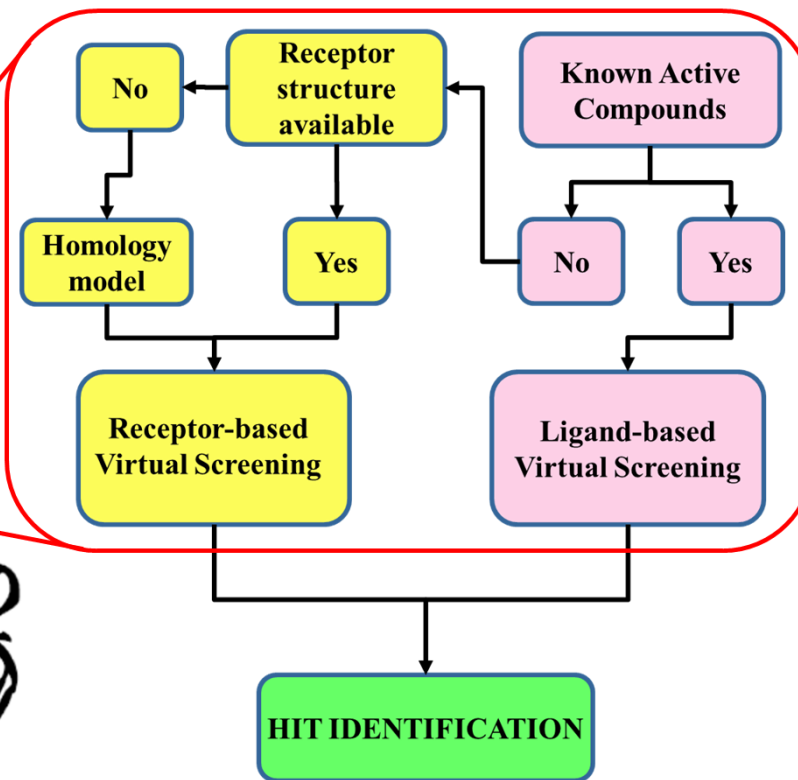 No
Receptor
structure
available
Known Active
Compounds
Homology
model
Yes
No
Yes
Receptor-based
Virtual Screening
Ligand-based
Virtual Screening
HIT IDENTIFICATION